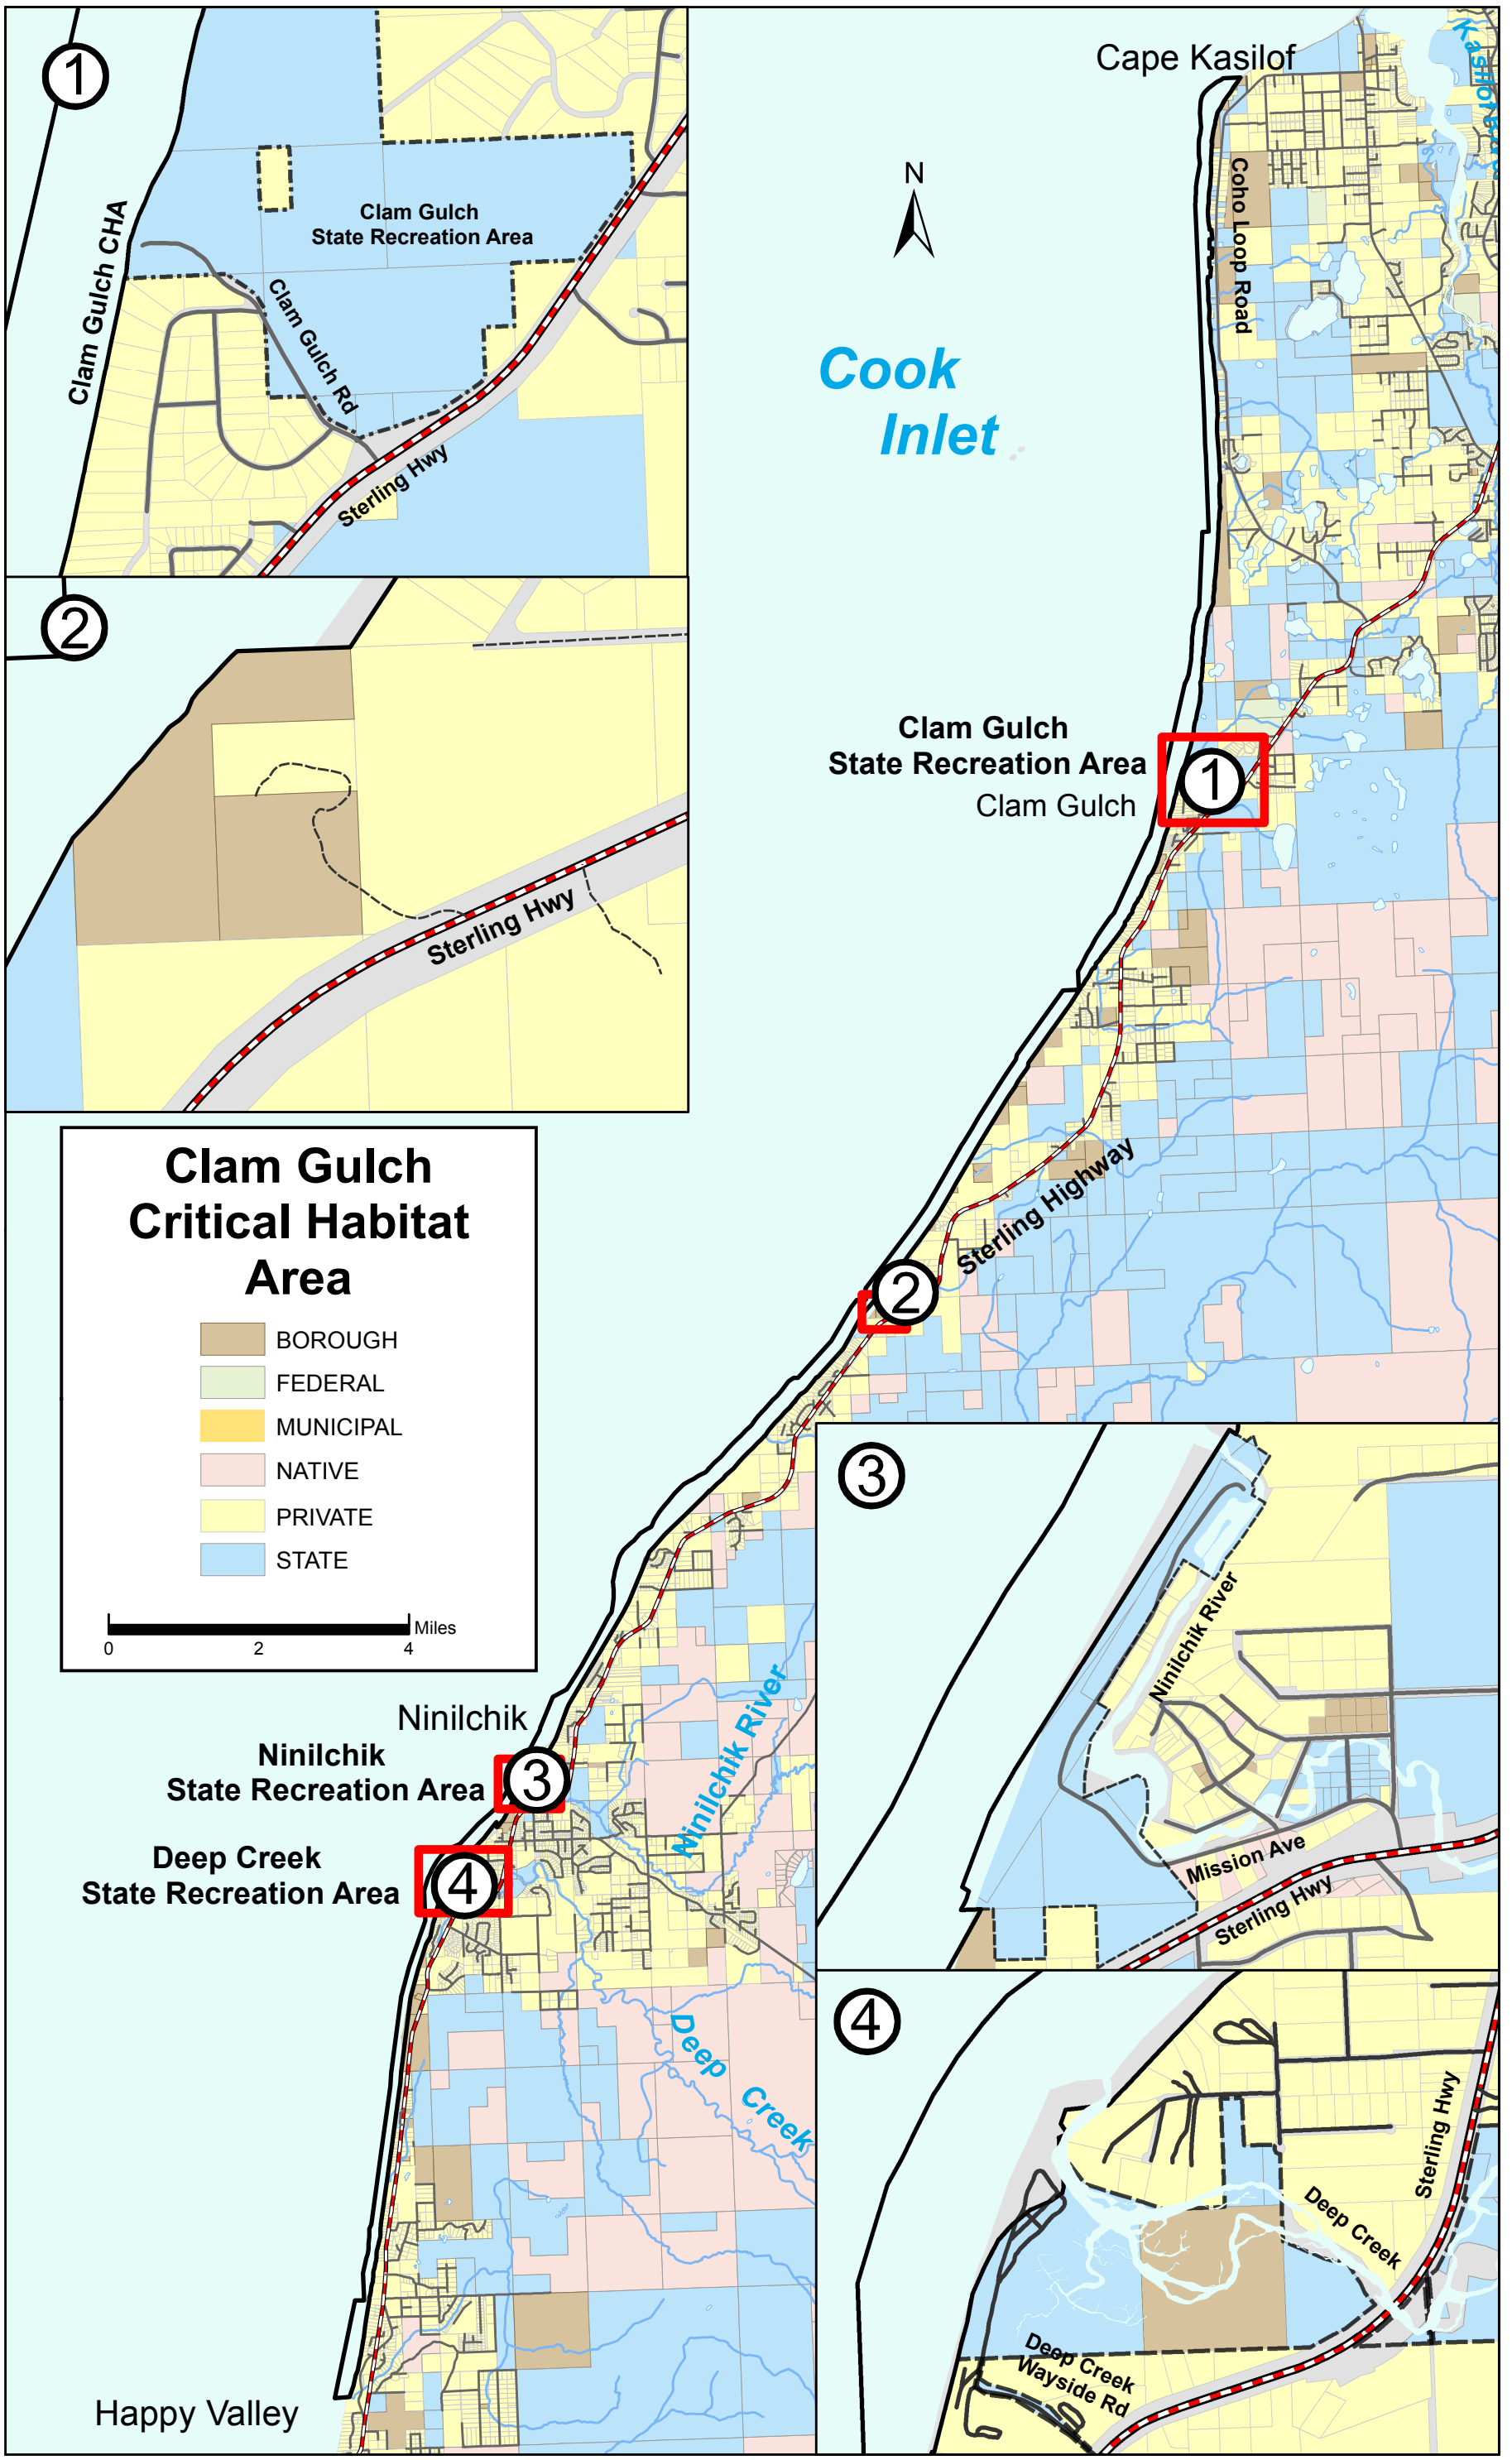 1
Clam Gulch CHA
Clam Gulch
State Recreation Area
Clam Gulch Rd
Sterling Hwy
2
Sterling Hwy
Clam Gulch
Critical Habitat
Area
BOROUGH
FEDERAL
MUNICIPAL
NATIVE
PRIVATE
STATE
Miles
0 2 4
Cape Kasilof
Kasilof River
N
Coho Loop Road
Cook
Inlet
Clam Gulch
State Recreation Area
Clam Gulch
1
Sterling Highway
2
Ninilchik
Ninilchik
State Recreation Area
3
Ninilchik River
Deep Creek
State Recreation Area
4
Deep Creek
Happy Valley
3
Ninilchik River
Mission Ave
Sterling Hwy
4
Sterling Hwy
Deep Creek
Deep Creek
Wayside Rd